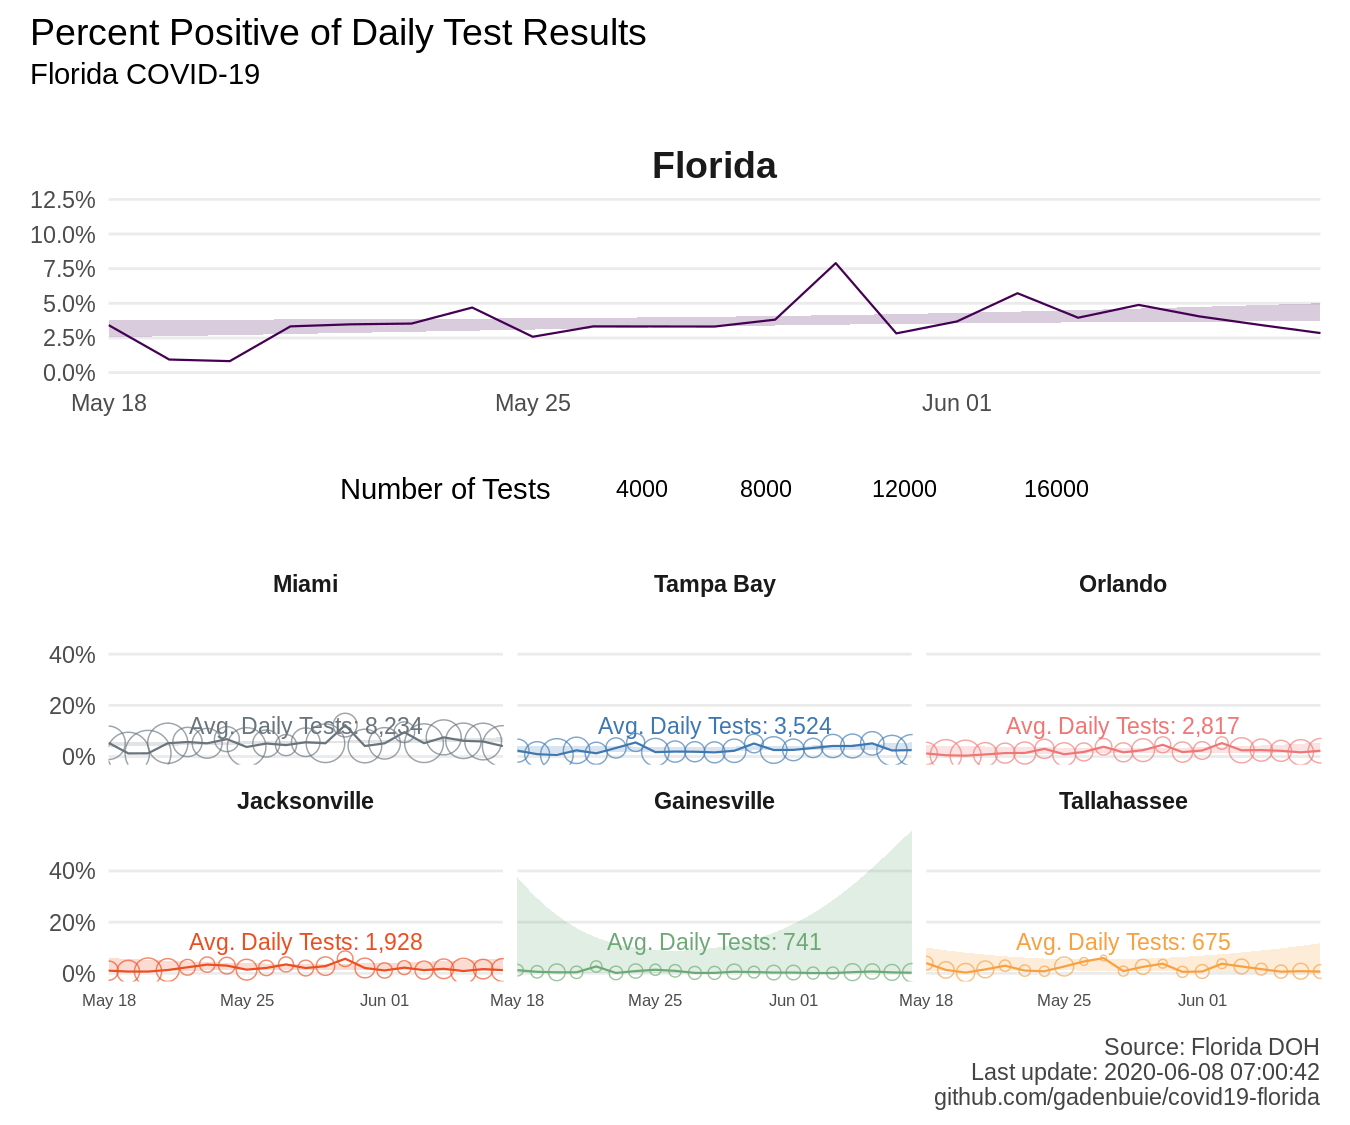 Percent Positive of Daily Test Results
Florida COVID-19
Florida
12.5%
10.0%
7.5%
5.0%
2.5%
0.0%
May 18 May 25 Jun 01
Number of Tests 4000 8000 12000 16000
Miami Tampa Bay Orlando
40%
20%
Avg. Daily Tests: 8,234 Avg. Daily Tests: 3,524 Avg. Daily Tests: 2,817
0%
Jacksonville Gainesville Tallahassee
40%
20%
Avg. Daily Tests: 1,928 Avg. Daily Tests: 741 Avg. Daily Tests: 675
0%
May 18 May 25 Jun 01 May 18 May 25 Jun 01 May 18 May 25 Jun 01
Source: Florida DOH
Last update: 2020-06-08 07:00:42
github.com/gadenbuie/covid19-florida